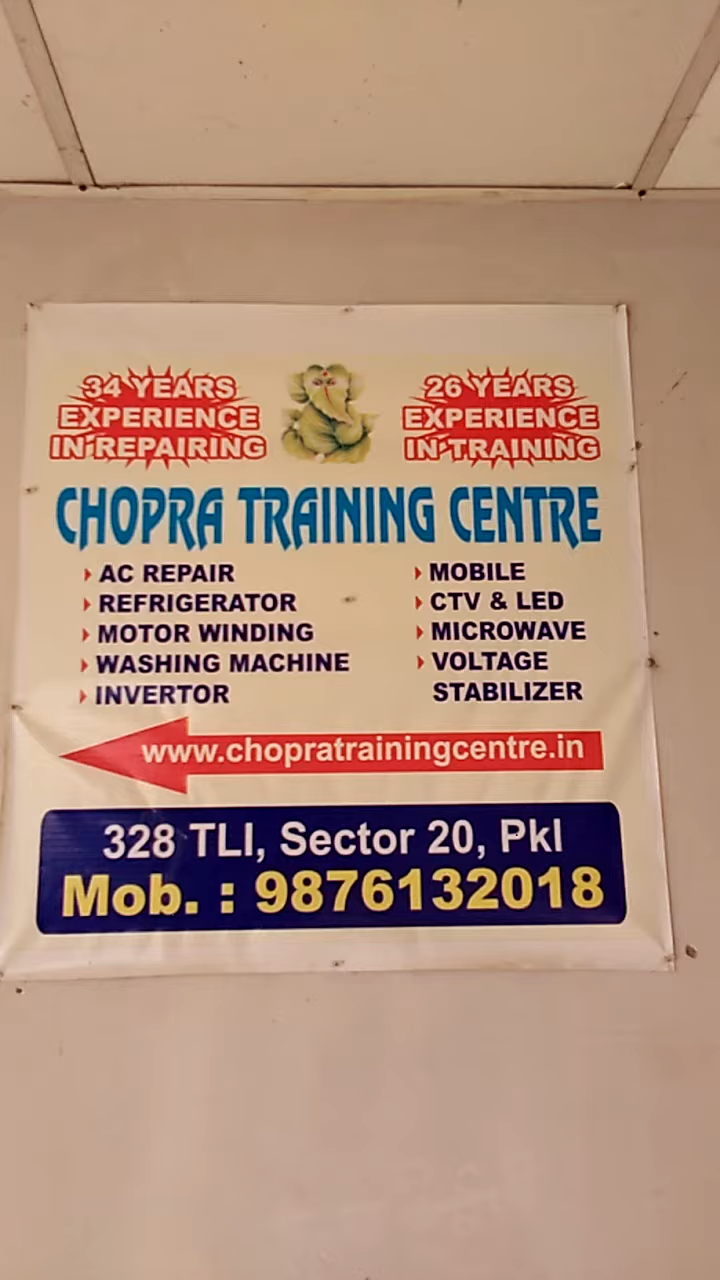 34 YEARS
EXPERIENCE
IN REPAIRING
26 YEARS
EXPERIENCE
IN TRAINING
CHOPRA TRAINING CENTRE
AC REPAIR
REFRIGERATOR
MOTOR WINDING
WASHING MACHINE
INVERTOR
MOBILE
CTV & LED
MICROWAVE
VOLTAGE
STABILIZER
www.chopratrainingcentre.in
328 TLI, Sector 20, Pkl
Mob. : 9876132018